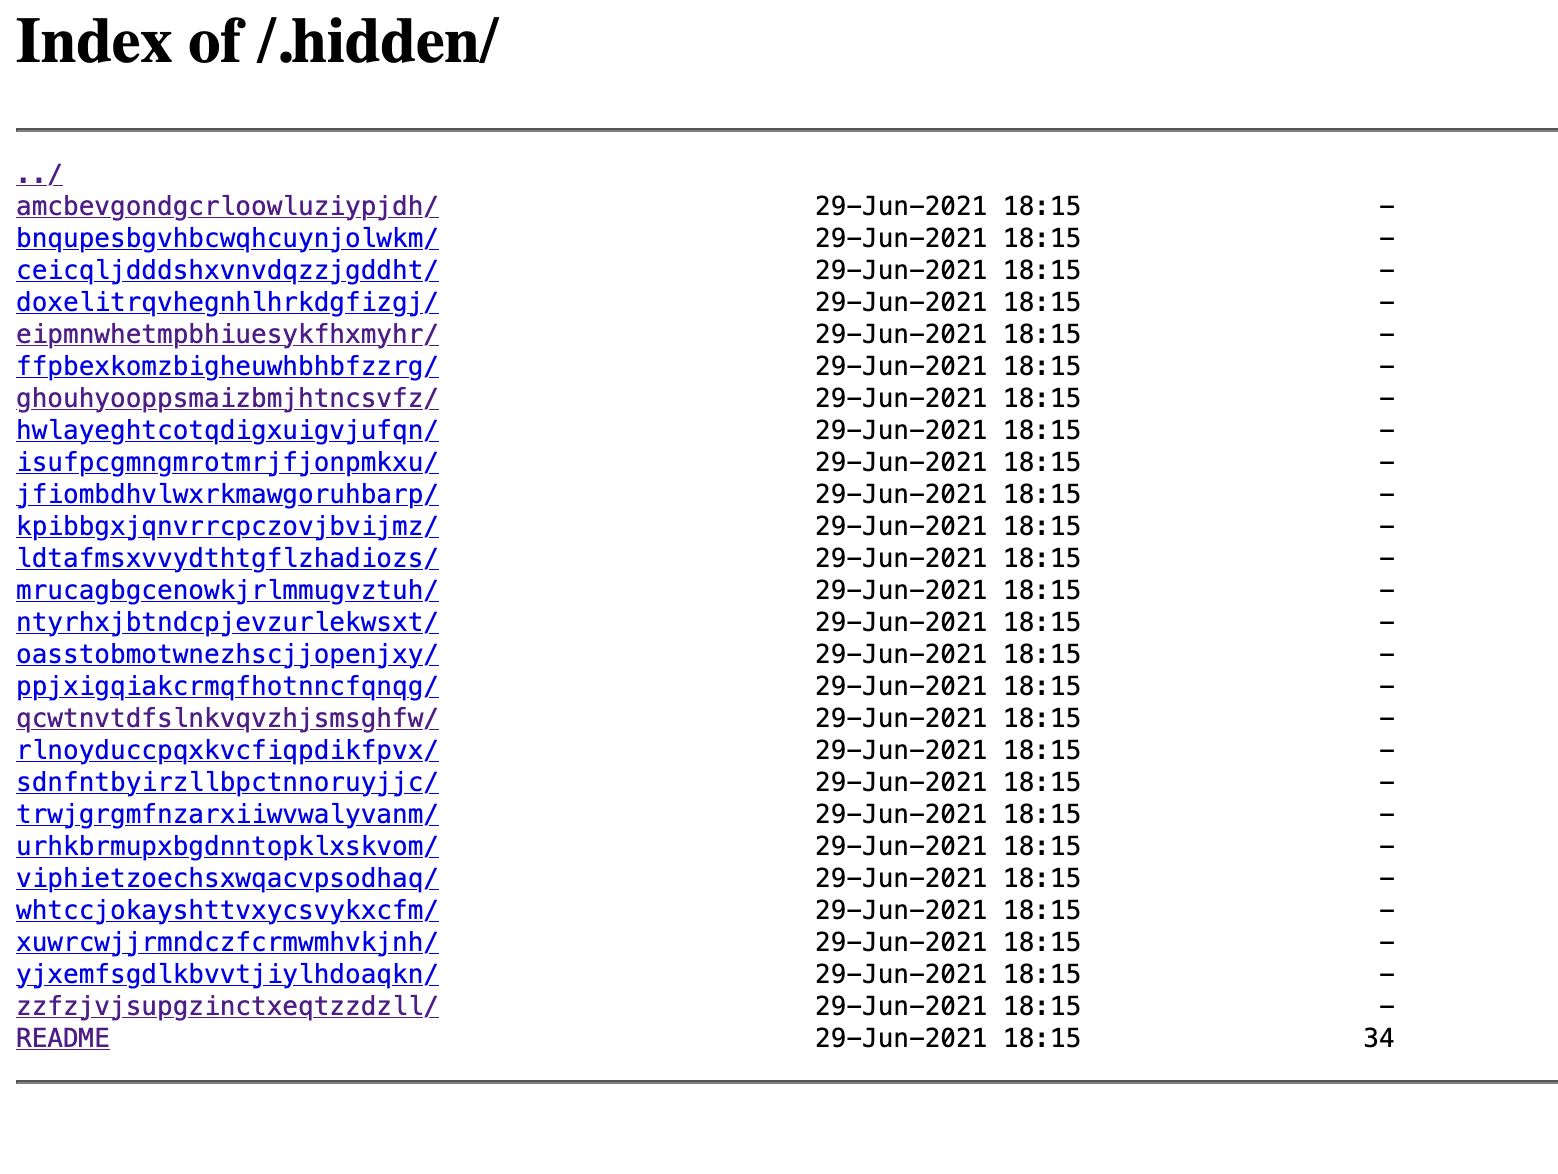 Index of /.hidden/
../
amcbevgondgcrloowluziypjdh/ 29-Jun-2021 18:15 -
bnqupesbgvhbcwqhcuynjolwkm/ 29-Jun-2021 18:15 -
ceicqljdddshxvnvdqzzjgddht/ 29-Jun-2021 18:15 -
doxelitrqvhegnhlhrkdgfizgj/ 29-Jun-2021 18:15 -
eipmnwhetmpbhiuesykfhxmyhr/ 29-Jun-2021 18:15 -
ffpbexkomzbigheuwhbhbfzzrg/ 29-Jun-2021 18:15 -
ghouhyooppsmaizbmjhtncsvfz/ 29-Jun-2021 18:15 -
hwlayeghtcotqdigxuigvjufqn/ 29-Jun-2021 18:15 -
isufpcgmngmrotmrjfjonpmkxu/ 29-Jun-2021 18:15 -
jfiombdhvlwxrkmawgoruhbarp/ 29-Jun-2021 18:15 -
kpibbgxjqnvrrcpczovjbvijmz/ 29-Jun-2021 18:15 -
ldtafmsxvvydthtgflzhadiozs/ 29-Jun-2021 18:15 -
mrucagbgcenowkjrlmmugvztuh/ 29-Jun-2021 18:15 -
ntyrhxjbtndcpjevzurlekwsxt/ 29-Jun-2021 18:15 -
oasstobmotwnezhscjjopenjxy/ 29-Jun-2021 18:15 -
ppjxigqiakcrmqfhotnncfqnqg/ 29-Jun-2021 18:15 -
qcwtnvtdfslnkvqvzhjsmsghfw/ 29-Jun-2021 18:15 -
rlnoyduccpqxkvcfiqpdikfpvx/ 29-Jun-2021 18:15 -
sdnfntbyirzllbpctnnoruyjjc/ 29-Jun-2021 18:15 -
trwjgrgmfnzarxiiwvwalyvanm/ 29-Jun-2021 18:15 -
urhkbrmupxbgdnntopklxskvom/ 29-Jun-2021 18:15 -
viphietzoechsxwqacvpsodhaq/ 29-Jun-2021 18:15 -
whtccjokayshttvxycsvykxcfm/ 29-Jun-2021 18:15 -
xuwrcwjjrmndczfcrmwmhvkjnh/ 29-Jun-2021 18:15 -
yjxemfsgdlkbvvtjiylhdoaqkn/ 29-Jun-2021 18:15 -
zzfzjvjsupgzinctxeqtzzdzll/ 29-Jun-2021 18:15 -
README 29-Jun-2021 18:15 34